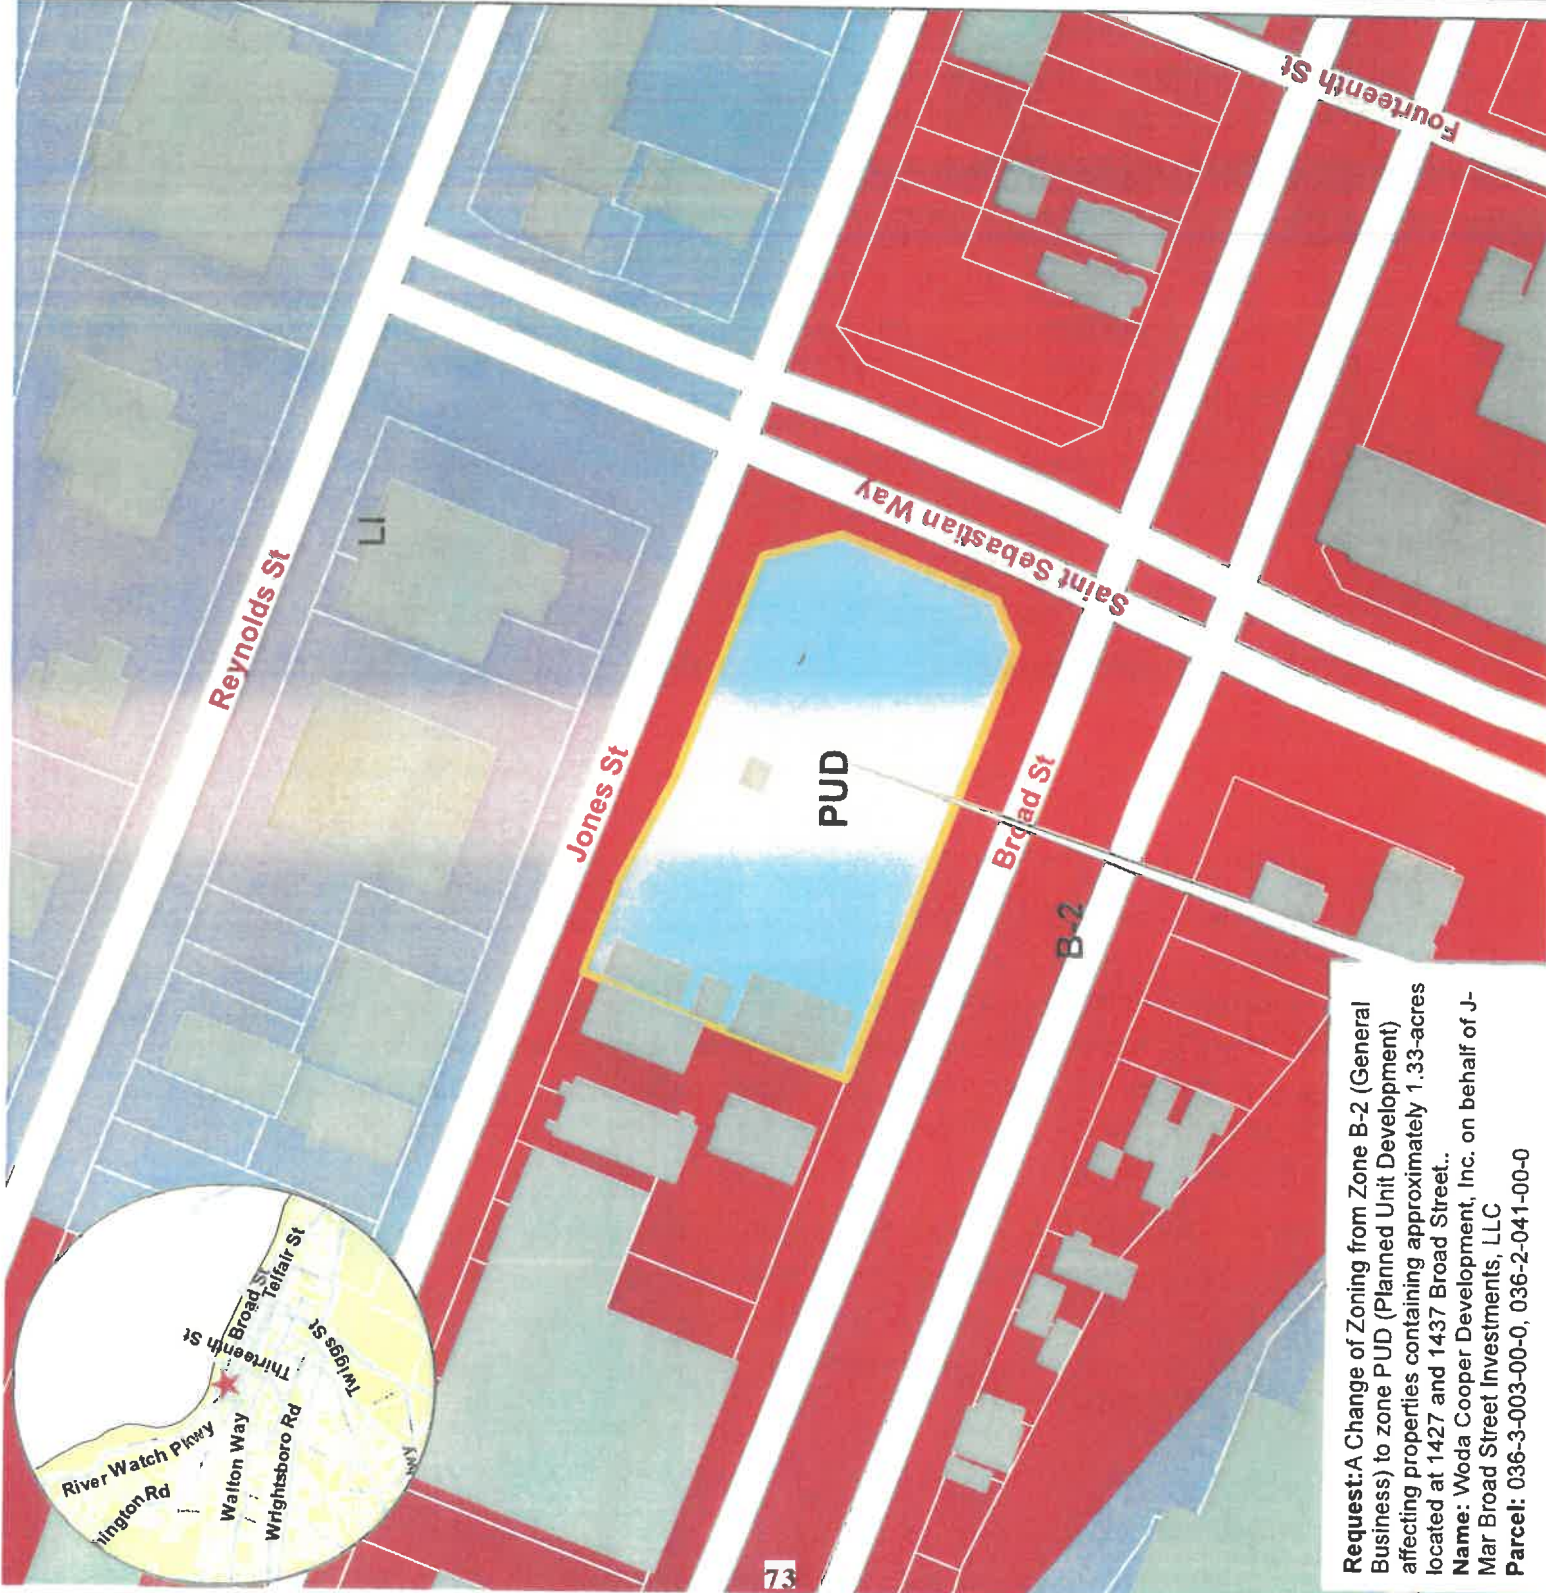 Fourteenth St
LI
Saint Sebastian Way
Reynolds St
Jones St
PUD
Broad St
B-2
River Watch Pkwy
hington Rd
Walton Way
Wrightsboro Rd
Thirteenth St
Broad St
Telfair St
Twiggs St
Hwy
73
Request:A Change of Zoning from Zone B-2 (General
Business) to zone PUD (Planned Unit Development)
affecting properties containing approximately 1.33-acres
located at 1427 and 1437 Broad Street..
Name: Woda Cooper Development, Inc. on behalf of J-
Mar Broad Street Investments, LLC
Parcel: 036-3-003-00-0, 036-2-041-00-0